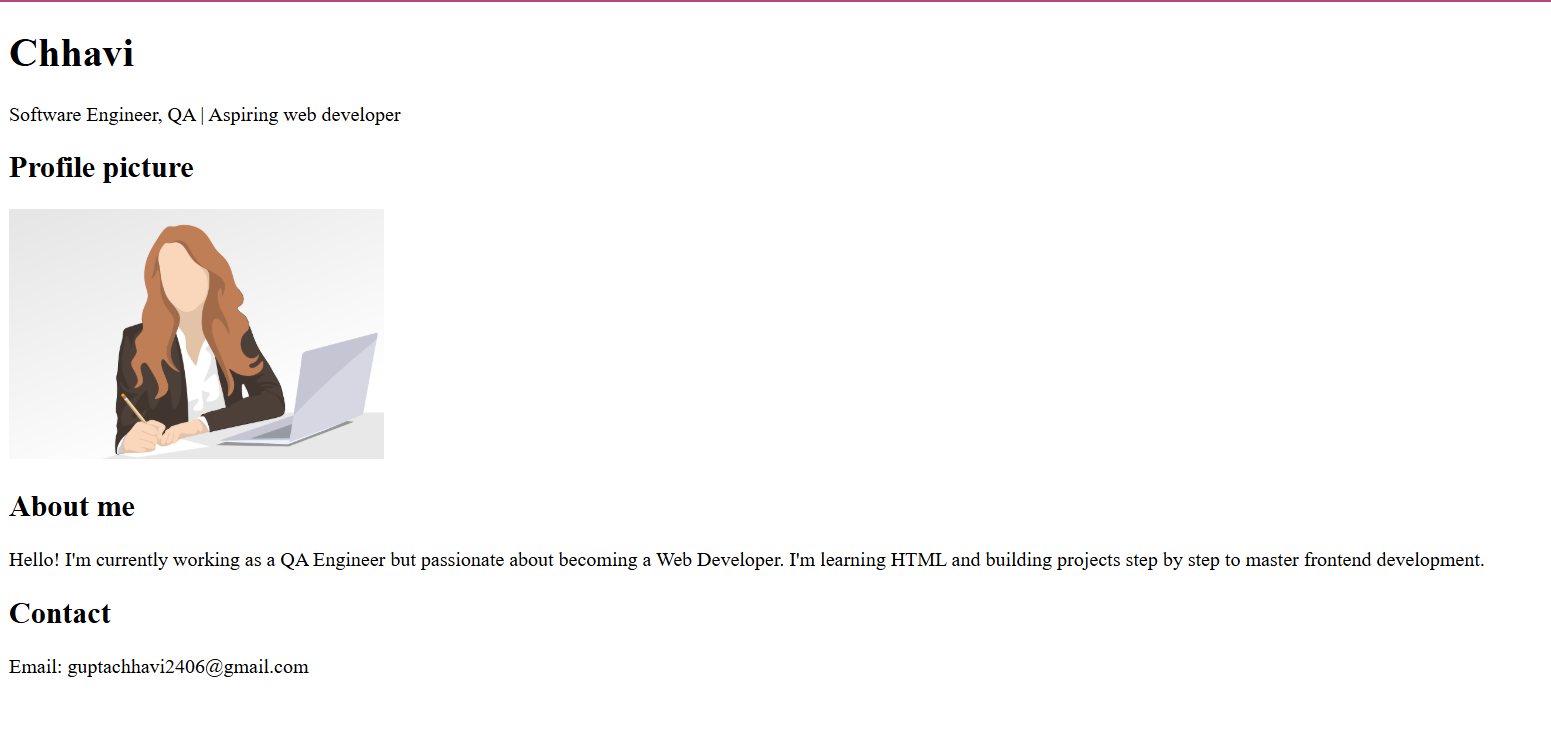 Chhavi
Software Engineer, QA | Aspiring web developer
Profile picture
About me
Hello! I'm currently working as a QA Engineer but passionate about becoming a Web Developer. I'm learning HTML and building projects step by step to master frontend development.
Contact
Email: guptachhavi2406@gmail.com